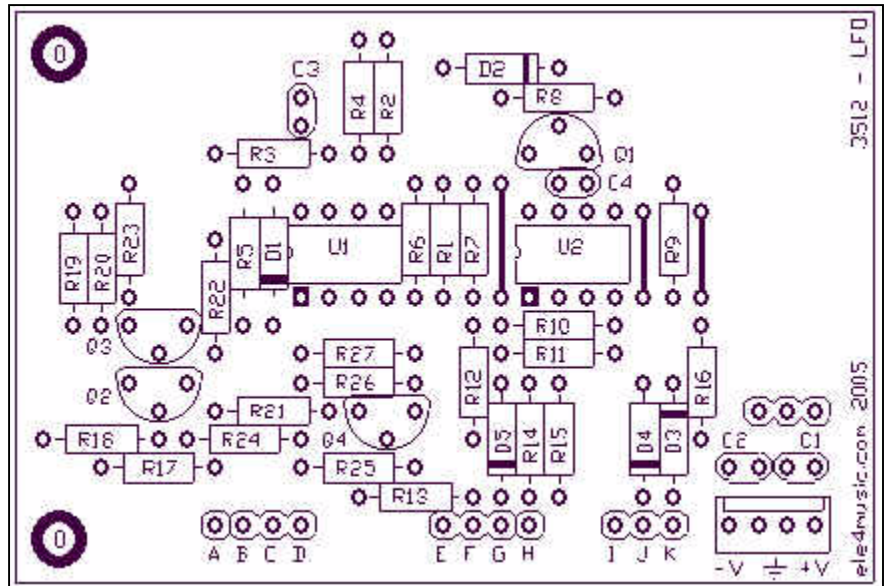 0
3512 - LFO
C3
R4
R2
D2
R8
R3
Q1
C4
R19
R20
R23
R22
R5
D1
U1
R6
R1
R7
U2
R9
Q3
R27
R10
R11
R26
R12
R16
Q2
R21
Q4
D5
R14
R15
D4
D3
R18
R24
R17
R25
R13
C2
C1
0
A B C D
E F G H
I J K
-V +V
ele4music.com 2005